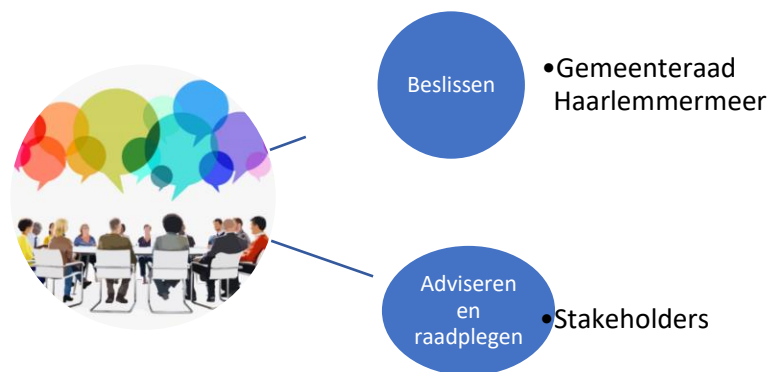 Beslissen
•Gemeenteraad
Haarlemmermeer
Adviseren
en
raadplegen
•Stakeholders